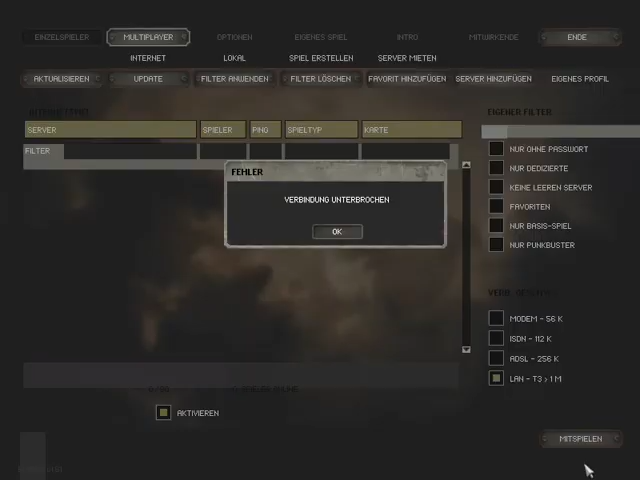 EINZELSPIELER MULTIPLAYER OPTIONEN EIGENES SPIEL INTRO MITWIRKENDE ENDE
INTERNET LOKAL SPIEL ERSTELLEN SERVER MIETEN
AKTUALISIEREN UPDATE FILTER ANWENDEN FILTER LÖSCHEN FAVORIT HINZUFÜGEN SERVER HINZUFÜGEN EIGENES PROFIL
EIGENER FILTER
SERVER SPIELER PING SPIELTYP KARTE
FILTER
NUR OHNE PASSWORT
NUR DEDIZIERTE
KEINE LEEREN SERVER
FAVORITEN
NUR BASIS-SPIEL
NUR PUNKBUSTER
FEHLER
VERBINDUNG UNTERBROCHEN
OK
MODEM - 56 K
ISDN - 112 K
ADSL - 256 K
LAN - T3 > 1 M
AKTIVIEREN
MITSPIELEN